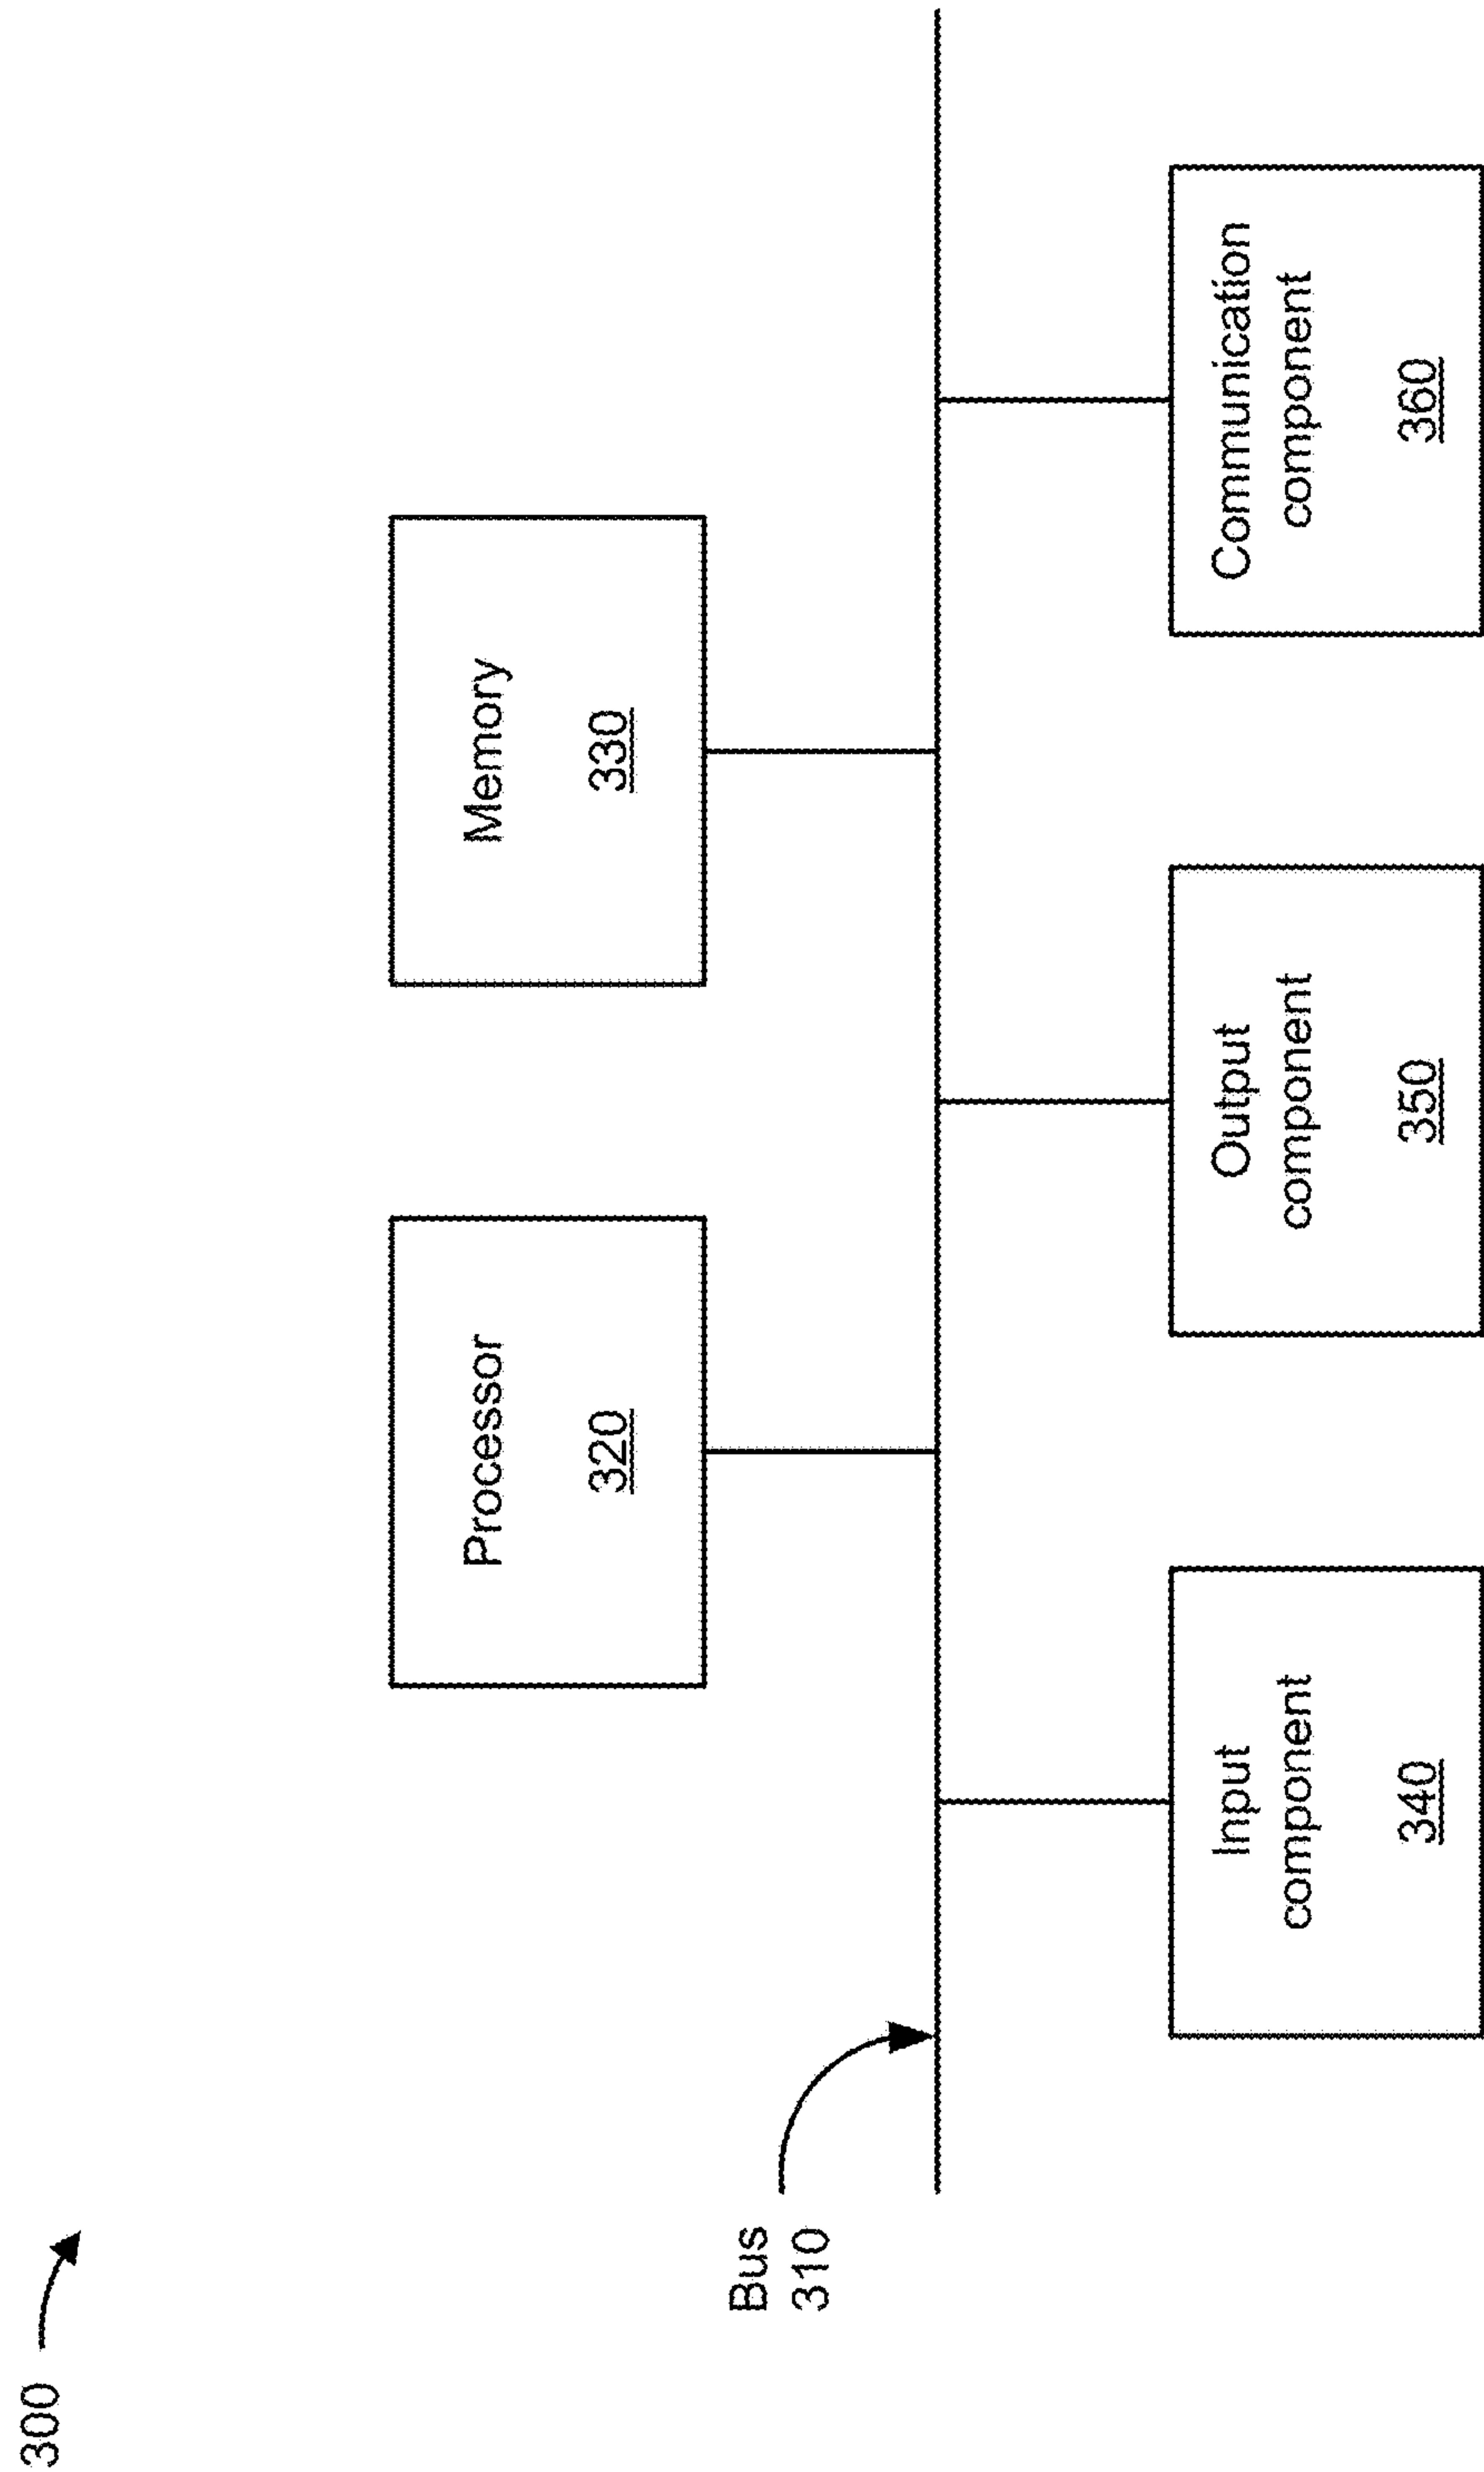 300
Processor
320
Memory
330
Bus
310
Input
component
340
Output
component
350
Communication
component
360